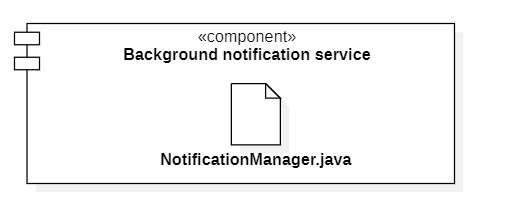 «component»
Background notification service
NotificationManager.java